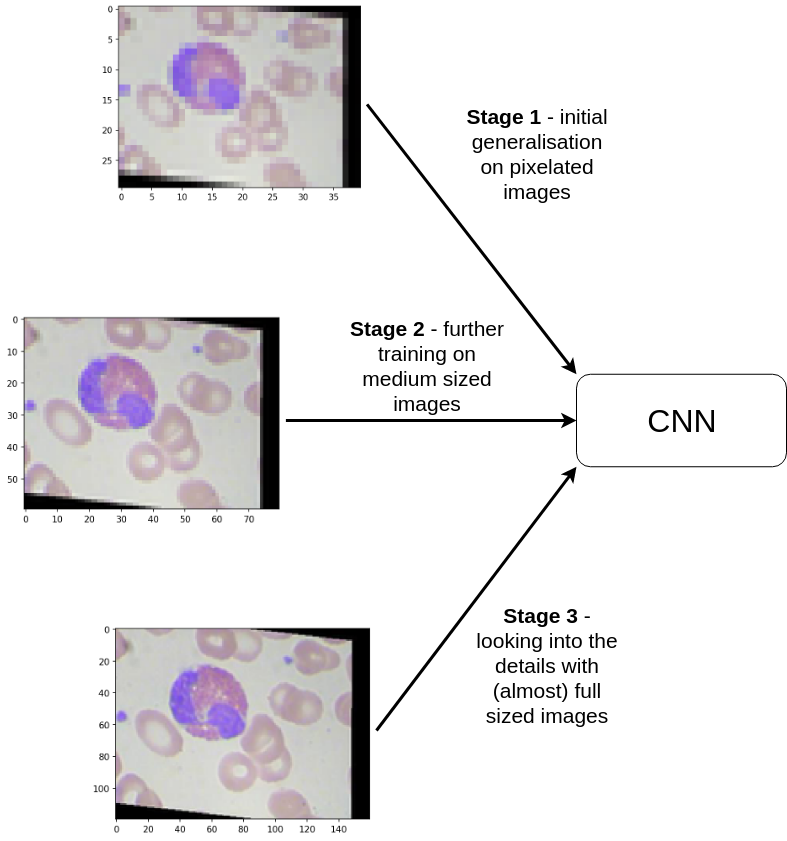 0
5
10
15
20
25
0 5 10 15 20 25 30 35
Stage 1 - initial
generalisation
on pixelated
images
0
10
20
30
40
50
0 10 20 30 40 50 60 70
Stage 2 - further
training on
medium sized
images
CNN
0
20
40
60
80
100
0 20 40 60 80 100 120 140
Stage 3 -
looking into the
details with
(almost) full
sized images